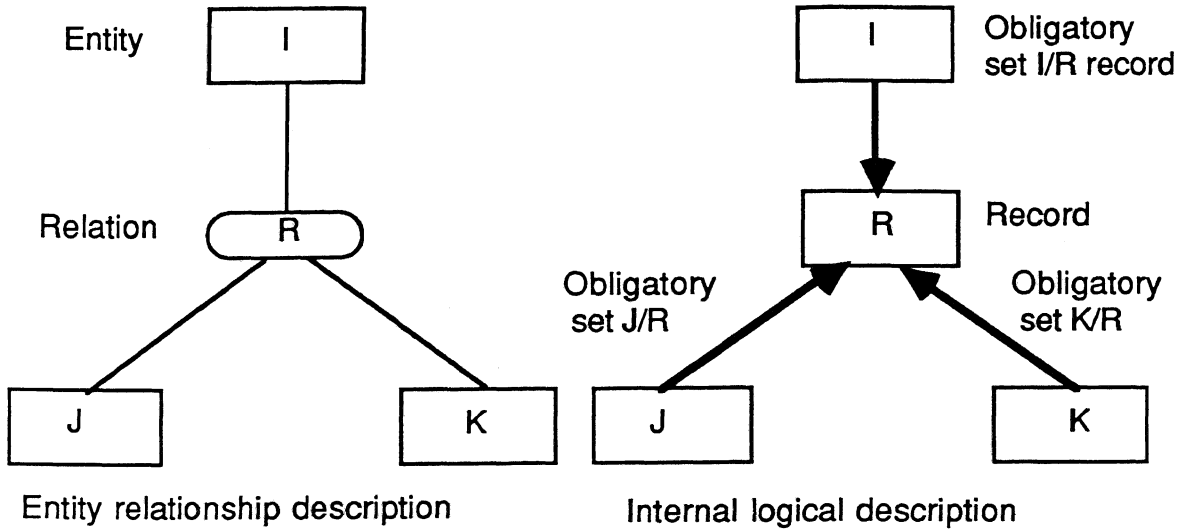 Entity
I
Relation
R
J
K
Entity relationship description
I
Obligatory
set I/R record
R
Record
Obligatory
set J/R
Obligatory
set K/R
J
K
Internal logical description